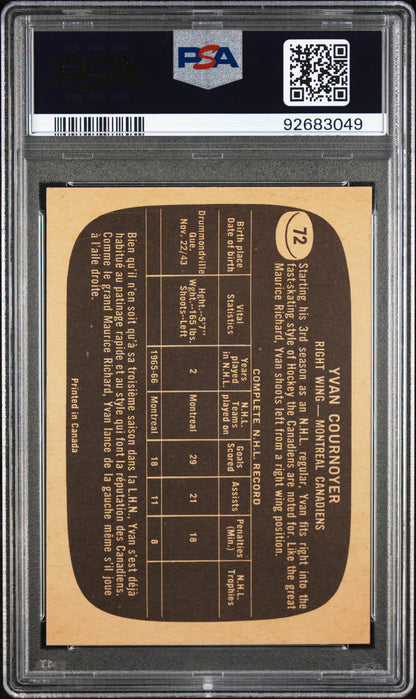 PSA
PSA
92683049
72
YVAN COURNOYER
RIGHT WING — MONTREAL CANADIENS
Starting his 3rd season as an N.H.L. regular, Yvan fits right into the
fast-skating style of Hockey the Canadiens are noted for. Like the great
Maurice Richard, Yvan shoots left from a right wing position.
COMPLETE N.H.L. RECORD
Birth place Date of birth | Vital Statistics | Years played in N.H.L. | N.H.L. Teams played on | Goals Scored | Assists | Penalties (Min.) | N.H.L. Trophies
Drummondville Que. Nov. 22/43 | Hght.—5'7" Wght.—165 lbs. Shoots—Left | 2 | Montreal | 29 | 21 | 18
1965-66 | Montreal | 18 | 11 | 8
Bien qu'il n'en soit qu'à sa troisième saison dans la L.H.N. Yvan s'est déjà
habitué au patinage rapide et au style qui font la réputation des Canadiens.
Comme le grand Maurice Richard, Yvan lance de la gauche même s'il joue
à l'aile droite.
Printed in Canada